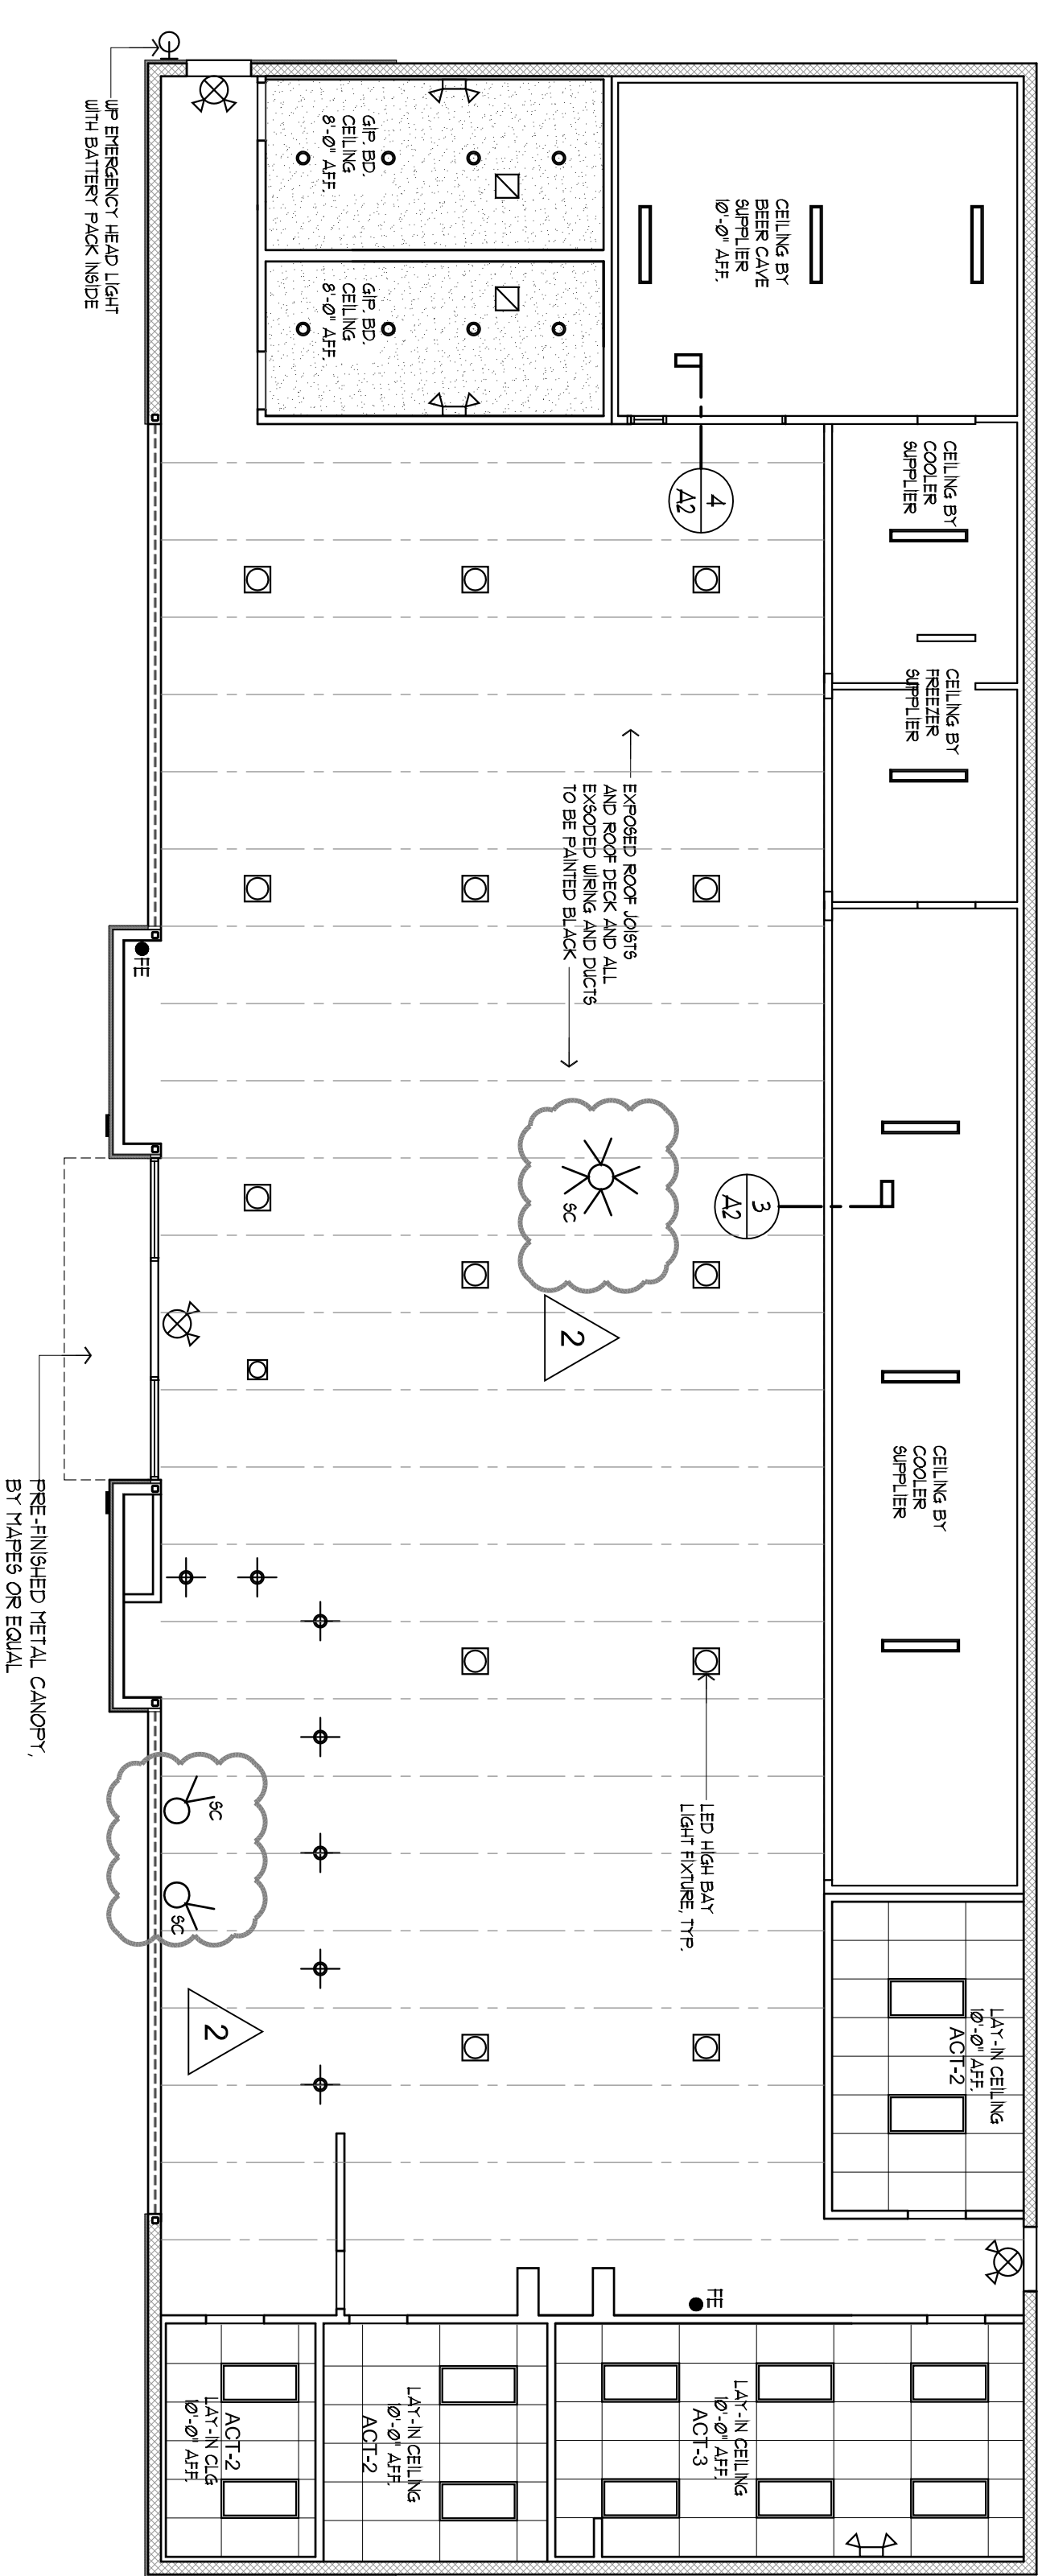 CEILING BY
BEER CAVE
SUPPLIER
10'-0" A.F.F.
CEILING BY
COOLER
SUPPLIER
CEILING BY
FREEZER
SUPPLIER
CEILING BY
COOLER
SUPPLIER
LAY-IN CEILING
10'-0" A.F.F.
ACT-2
GIP. BD.
CEILING
8'-0" A.F.F.
GIP. BD.
CEILING
8'-0" A.F.F.
4
A2
EXPOSED ROOF JOISTS
AND ROOF DECK AND ALL
EXSODED WIRING AND DUCTS
TO BE PAINTED BLACK
SC
3
A2
2
LED HIGH BAY
LIGHT FIXTURE, TYP.
FE
LAY-IN CEILING
10'-0" A.F.F.
ACT-3
LAY-IN CEILING
10'-0" A.F.F.
ACT-2
ACT-2
LAY-IN CLG
10'-0" A.F.F.
FE
SC
SC
2
WP EMERGENCY HEAD LIGHT
WITH BATTERY PACK INSIDE
PRE-FINISHED METAL CANOPY,
BY MAPES OR EQUAL